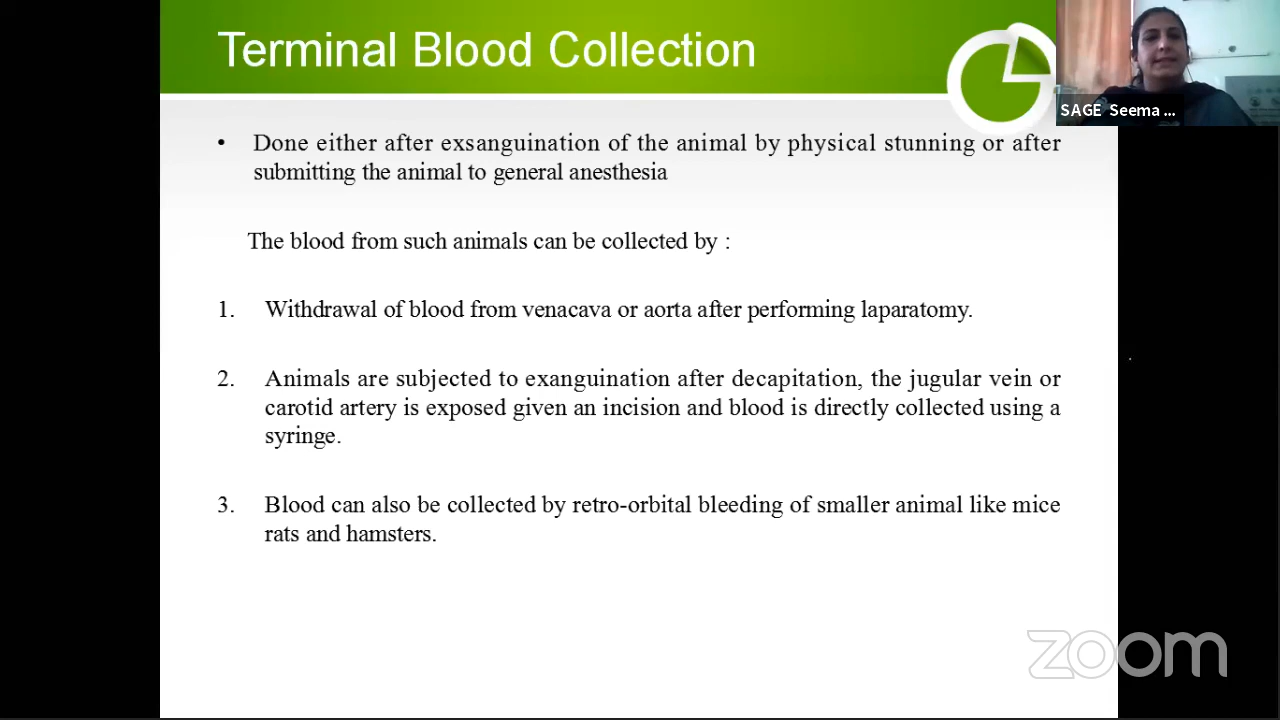 Terminal Blood Collection
SAGE Seema ...
• Done either after exsanguination of the animal by physical stunning or after
submitting the animal to general anesthesia
The blood from such animals can be collected by :
1. Withdrawal of blood from venacava or aorta after performing laparatomy.
2. Animals are subjected to exanguination after decapitation, the jugular vein or
carotid artery is exposed given an incision and blood is directly collected using a
syringe.
3. Blood can also be collected by retro-orbital bleeding of smaller animal like mice
rats and hamsters.
zoom